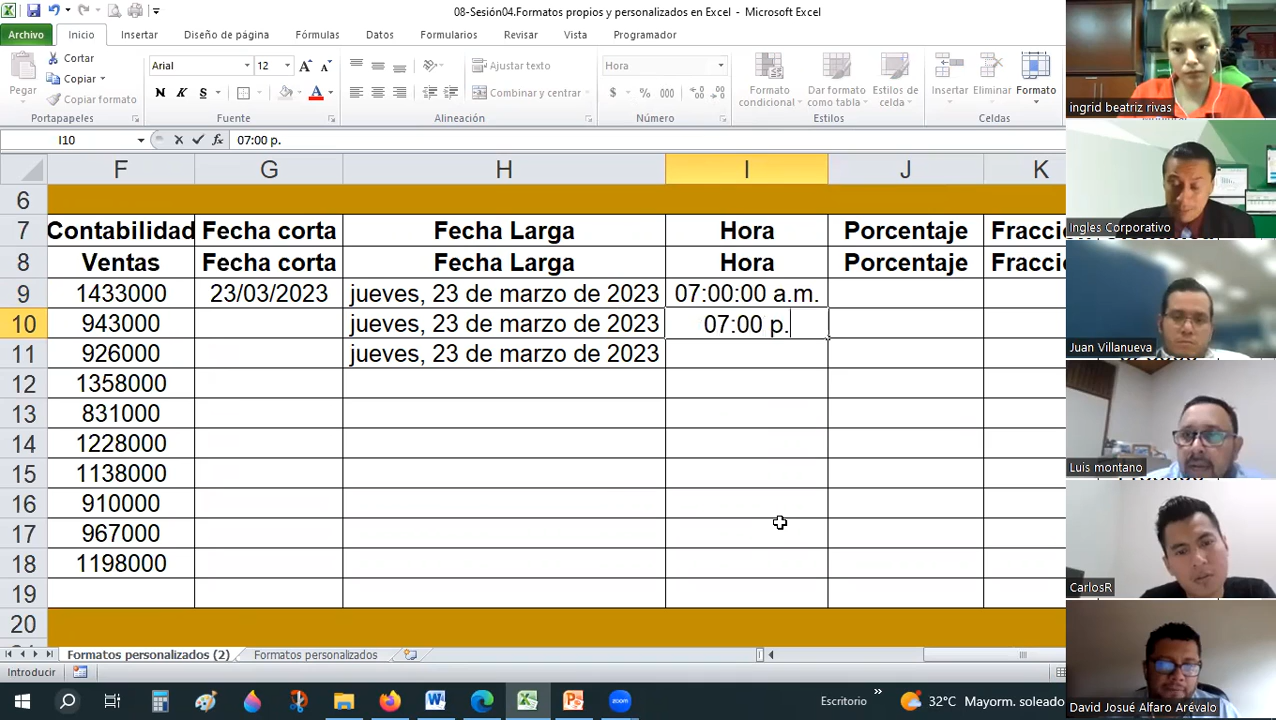 08-Sesión04.Formatos propios y personalizados en Excel - Microsoft Excel
Archivo Inicio Insertar Diseño de página Fórmulas Datos Formularios Revisar Vista Programador
Pegar Cortar Copiar Copiar formato
Arial 12
N K S A
Ajustar texto
Combinar y centrar
Hora
$ % 000
Formato condicional
Dar formato como tabla
Estilos de celda
Insertar Eliminar Formato
Portapapeles Fuente Alineación Número Estilos Celdas
I10 fx 07:00 p.
F G H I J K
6
7 Contabilidad Fecha corta Fecha Larga Hora Porcentaje Fracci
8 Ventas Fecha corta Fecha Larga Hora Porcentaje Fracci
9 1433000 23/03/2023 jueves, 23 de marzo de 2023 07:00:00 a.m.
10 943000 jueves, 23 de marzo de 2023 07:00 p.
11 926000 jueves, 23 de marzo de 2023
12 1358000
13 831000
14 1228000
15 1138000
16 910000
17 967000
18 1198000
19
20
Formatos personalizados (2) Formatos personalizados
Introducir
Escritorio » 32°C Mayorm. soleado
zoom
ingrid beatriz rivas
Ingles Corporativo
Juan Villanueva
Luis montano
CarlosR
David Josué Alfaro Arévalo